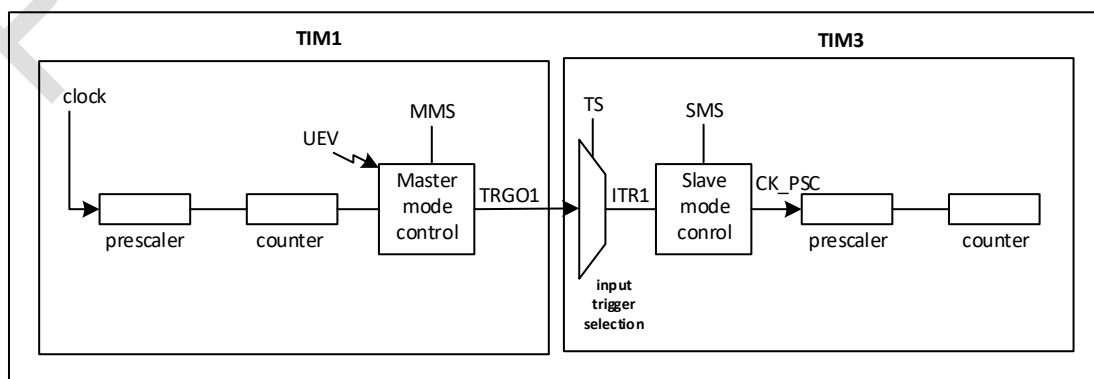 TIM1
TIM3
clock
MMS
TS
SMS
UEV
Master
mode
control
TRGO1
ITR1
Slave
mode
conrol
CK_PSC
prescaler
counter
prescaler
counter
input
trigger
selection